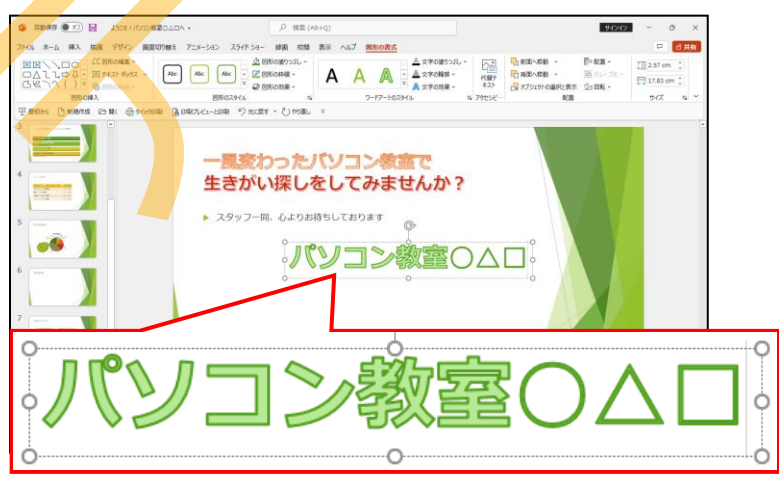 自動保存 オフ ようこそ！パソコン教室○△□へ 検索 (Alt+Q) サインイン
ファイル ホーム 挿入 描画 デザイン 画面切り替え アニメーション スライド ショー 録画 校閲 表示 ヘルプ 図形の書式 共有
図形の編集 図形の塗りつぶし 文字の塗りつぶし 前面へ移動 配置 2.57 cm
テキスト ボックス Abc Abc Abc 図形の枠線 A A A 文字の輪郭 代替テキスト 背面へ移動 グループ化 17.83 cm
図形の効果 文字の効果 オブジェクトの選択と表示 回転
図形の挿入 図形のスタイル ワードアートのスタイル アクセシビ… 配置 サイズ
最初から 新規作成 開く クイック印刷 印刷プレビューと印刷 元に戻す やり直し
3
4
5
6
7
一風変わったパソコン教室で
生きがい探しをしてみませんか？
スタッフ一同、心よりお待ちしております
パソコン教室○△□
パソコン教室○△□